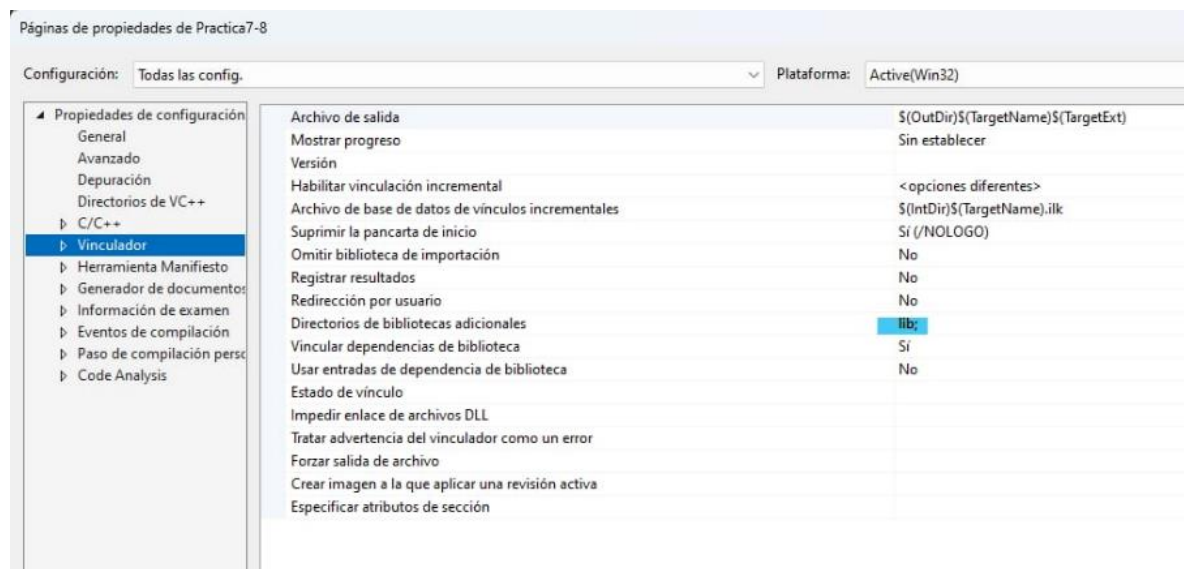 Páginas de propiedades de Practica7-8
Configuración: Todas las config. Plataforma: Active(Win32)
Propiedades de configuración
General
Avanzado
Depuración
Directorios de VC++
C/C++
Vinculador
Herramienta Manifiesto
Generador de documentos
Información de examen
Eventos de compilación
Paso de compilación perso
Code Analysis
Archivo de salida $(OutDir)$(TargetName)$(TargetExt)
Mostrar progreso Sin establecer
Versión
Habilitar vinculación incremental <opciones diferentes>
Archivo de base de datos de vínculos incrementales $(IntDir)$(TargetName).ilk
Suprimir la pancarta de inicio Sí (/NOLOGO)
Omitir biblioteca de importación No
Registrar resultados No
Redirección por usuario No
Directorios de bibliotecas adicionales lib;
Vincular dependencias de biblioteca Sí
Usar entradas de dependencia de biblioteca No
Estado de vínculo
Impedir enlace de archivos DLL
Tratar advertencia del vinculador como un error
Forzar salida de archivo
Crear imagen a la que aplicar una revisión activa
Especificar atributos de sección